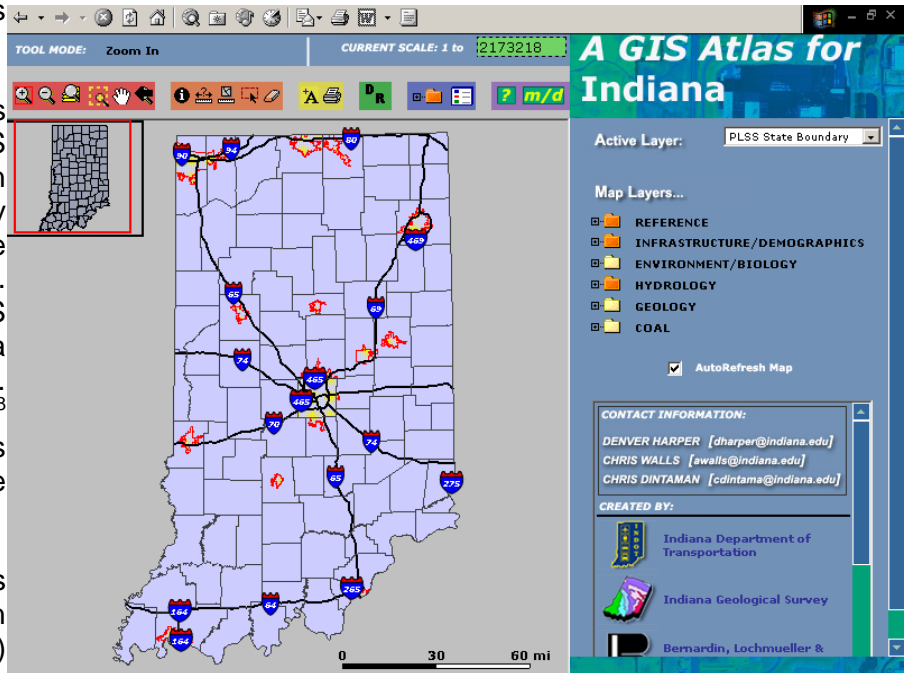 TOOL MODE: Zoom In
CURRENT SCALE: 1 to 2173218
A GIS Atlas for
Indiana
A
D
R
?
m/d
Active Layer: PLSS State Boundary
Map Layers...
REFERENCE
INFRASTRUCTURE/DEMOGRAPHICS
ENVIRONMENT/BIOLOGY
HYDROLOGY
GEOLOGY
COAL
AutoRefresh Map
CONTACT INFORMATION:
DENVER HARPER [dharper@indiana.edu]
CHRIS WALLS [awalls@indiana.edu]
CHRIS DINTAMAN [cdintama@indiana.edu]
CREATED BY:
INDOT
Indiana Department of
Transportation
Indiana Geological Survey
Bernardin, Lochmueller &
90
94
80
469
65
69
74
465
465
70
74
65
275
265
64
164
164
0 30 60 mi